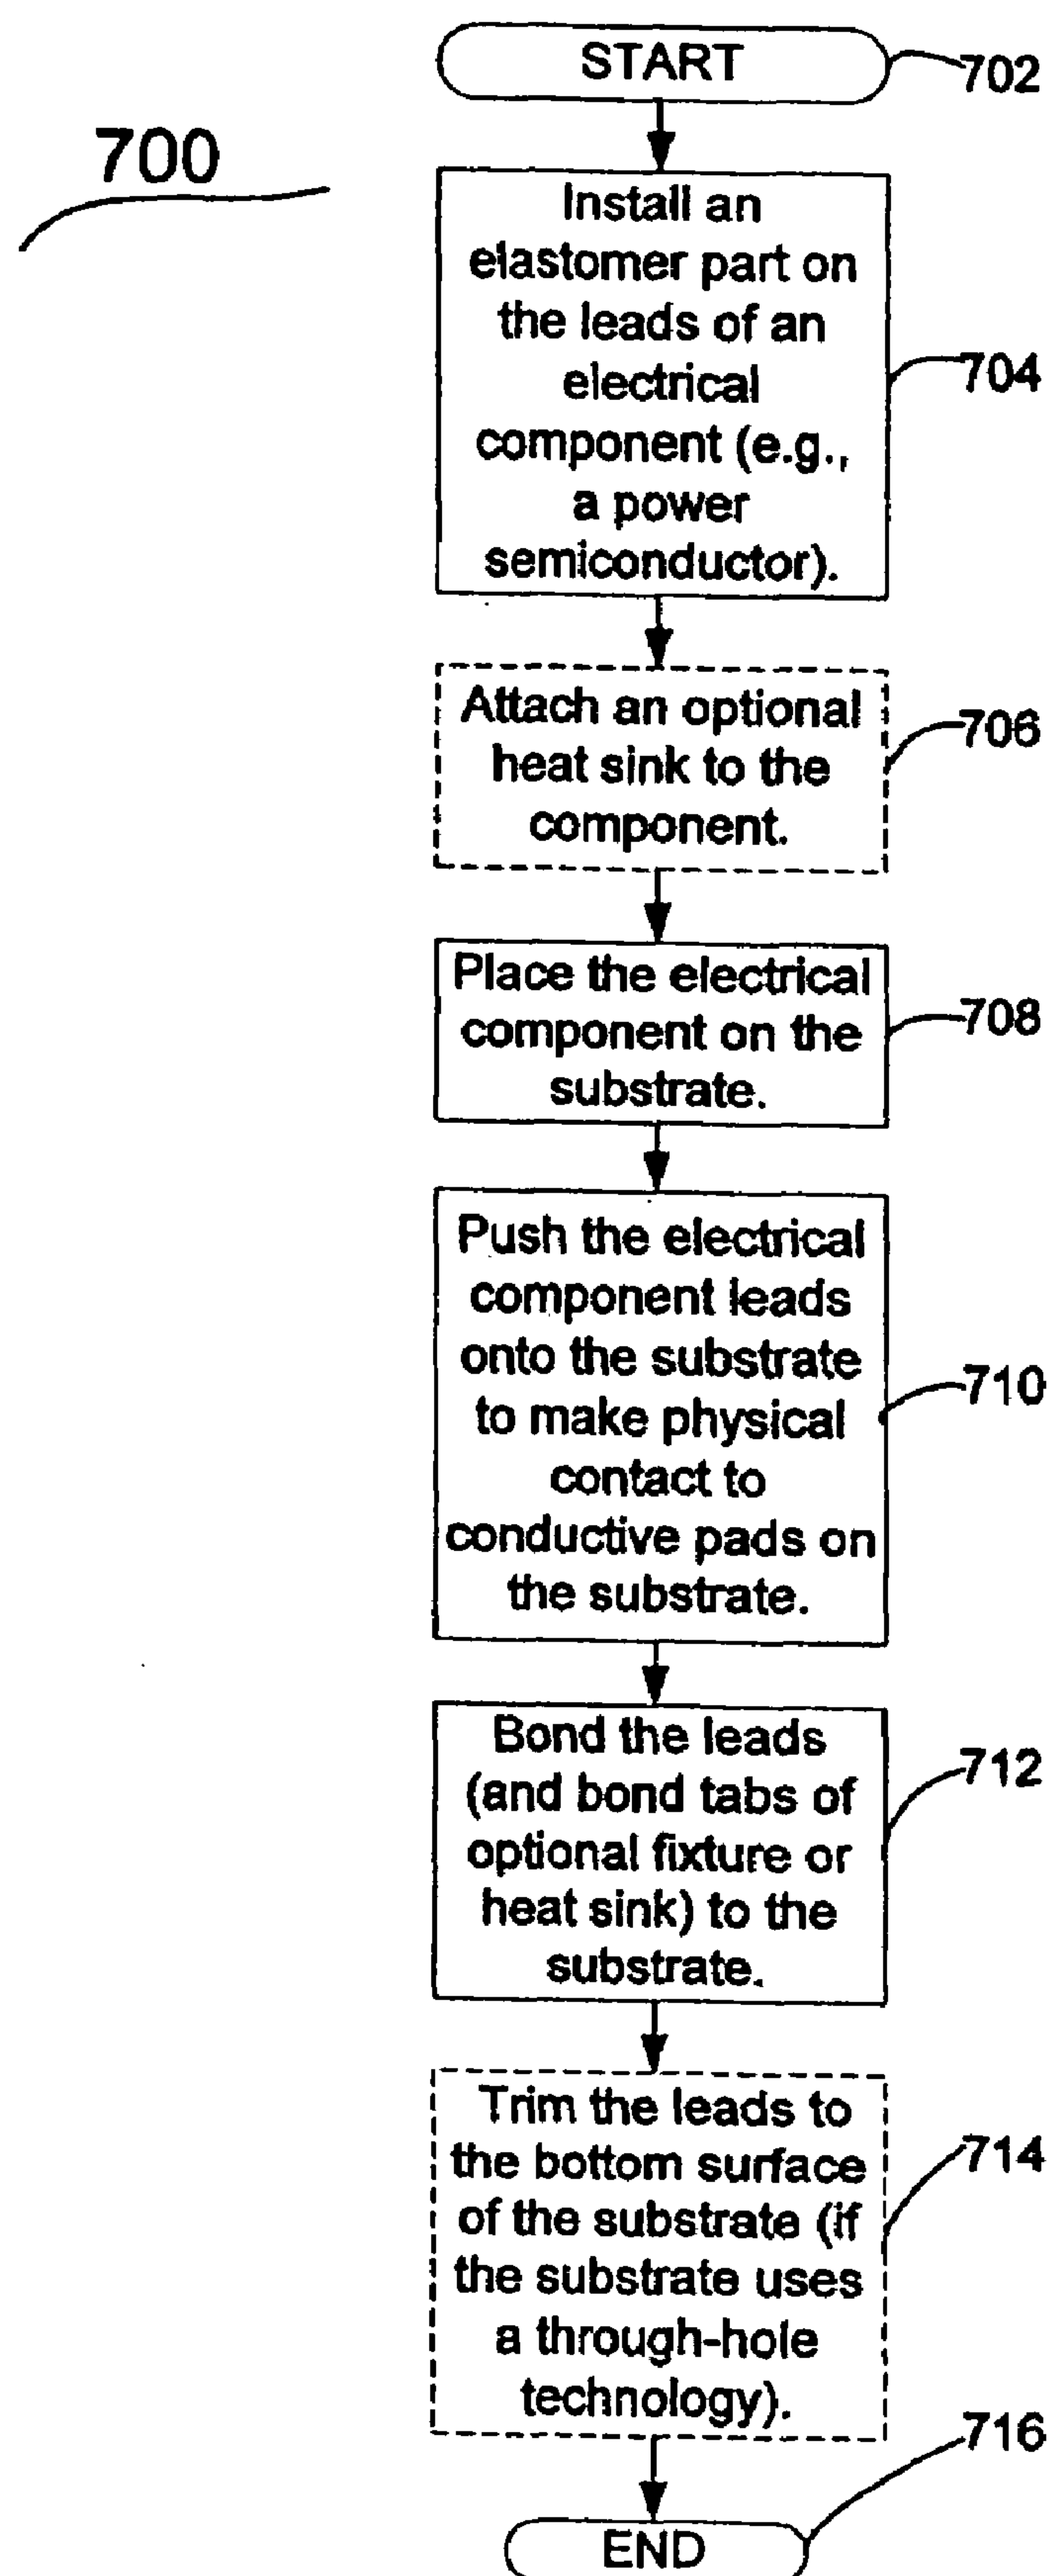 START
702
700
Install an
elastomer part on
the leads of an
electrical
component (e.g.,
a power
semiconductor).
704
Attach an optional
heat sink to the
component.
706
Place the electrical
component on the
substrate.
708
Push the electrical
component leads
onto the substrate
to make physical
contact to
conductive pads on
the substrate.
710
Bond the leads
(and bond tabs of
optional fixture or
heat sink) to the
substrate.
712
Trim the leads to
the bottom surface
of the substrate (if
the substrate uses
a through-hole
technology).
714
716
END